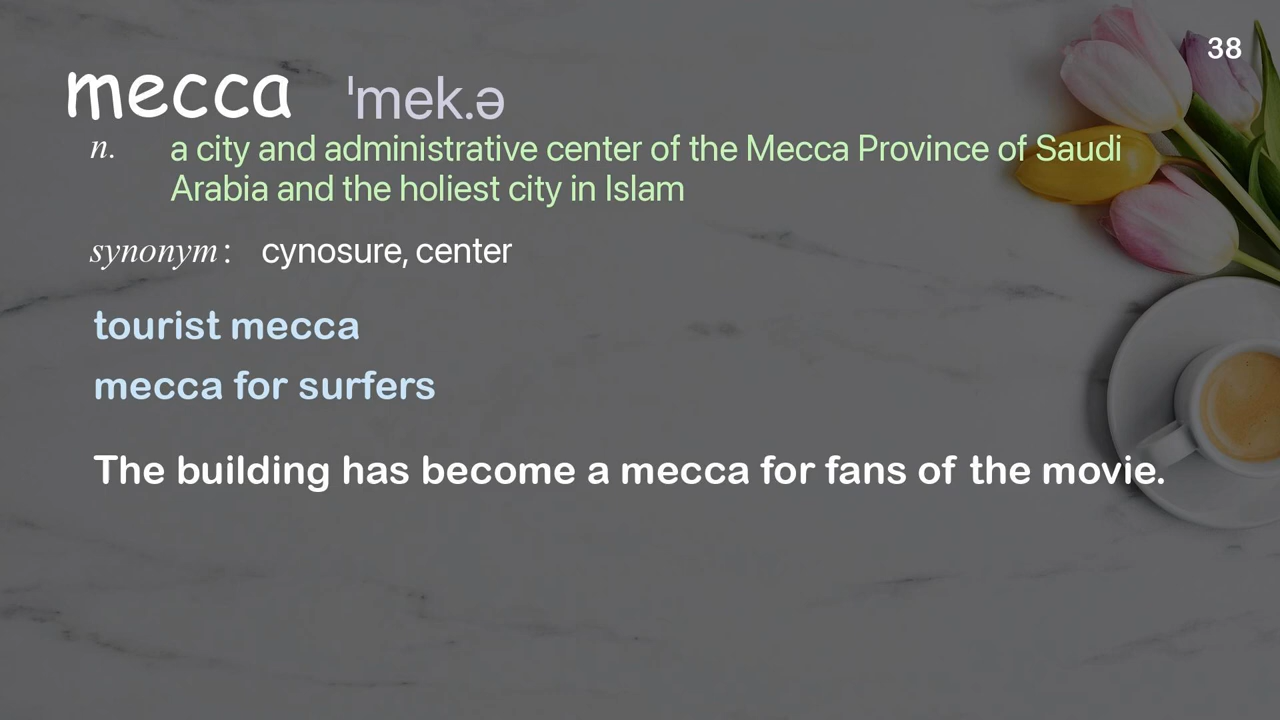 38
mecca ˈmek.ə
n. a city and administrative center of the Mecca Province of Saudi
Arabia and the holiest city in Islam
synonym: cynosure, center
tourist mecca
mecca for surfers
The building has become a mecca for fans of the movie.